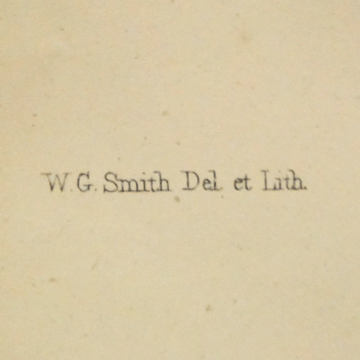 W. G. Smith Del et Lith.